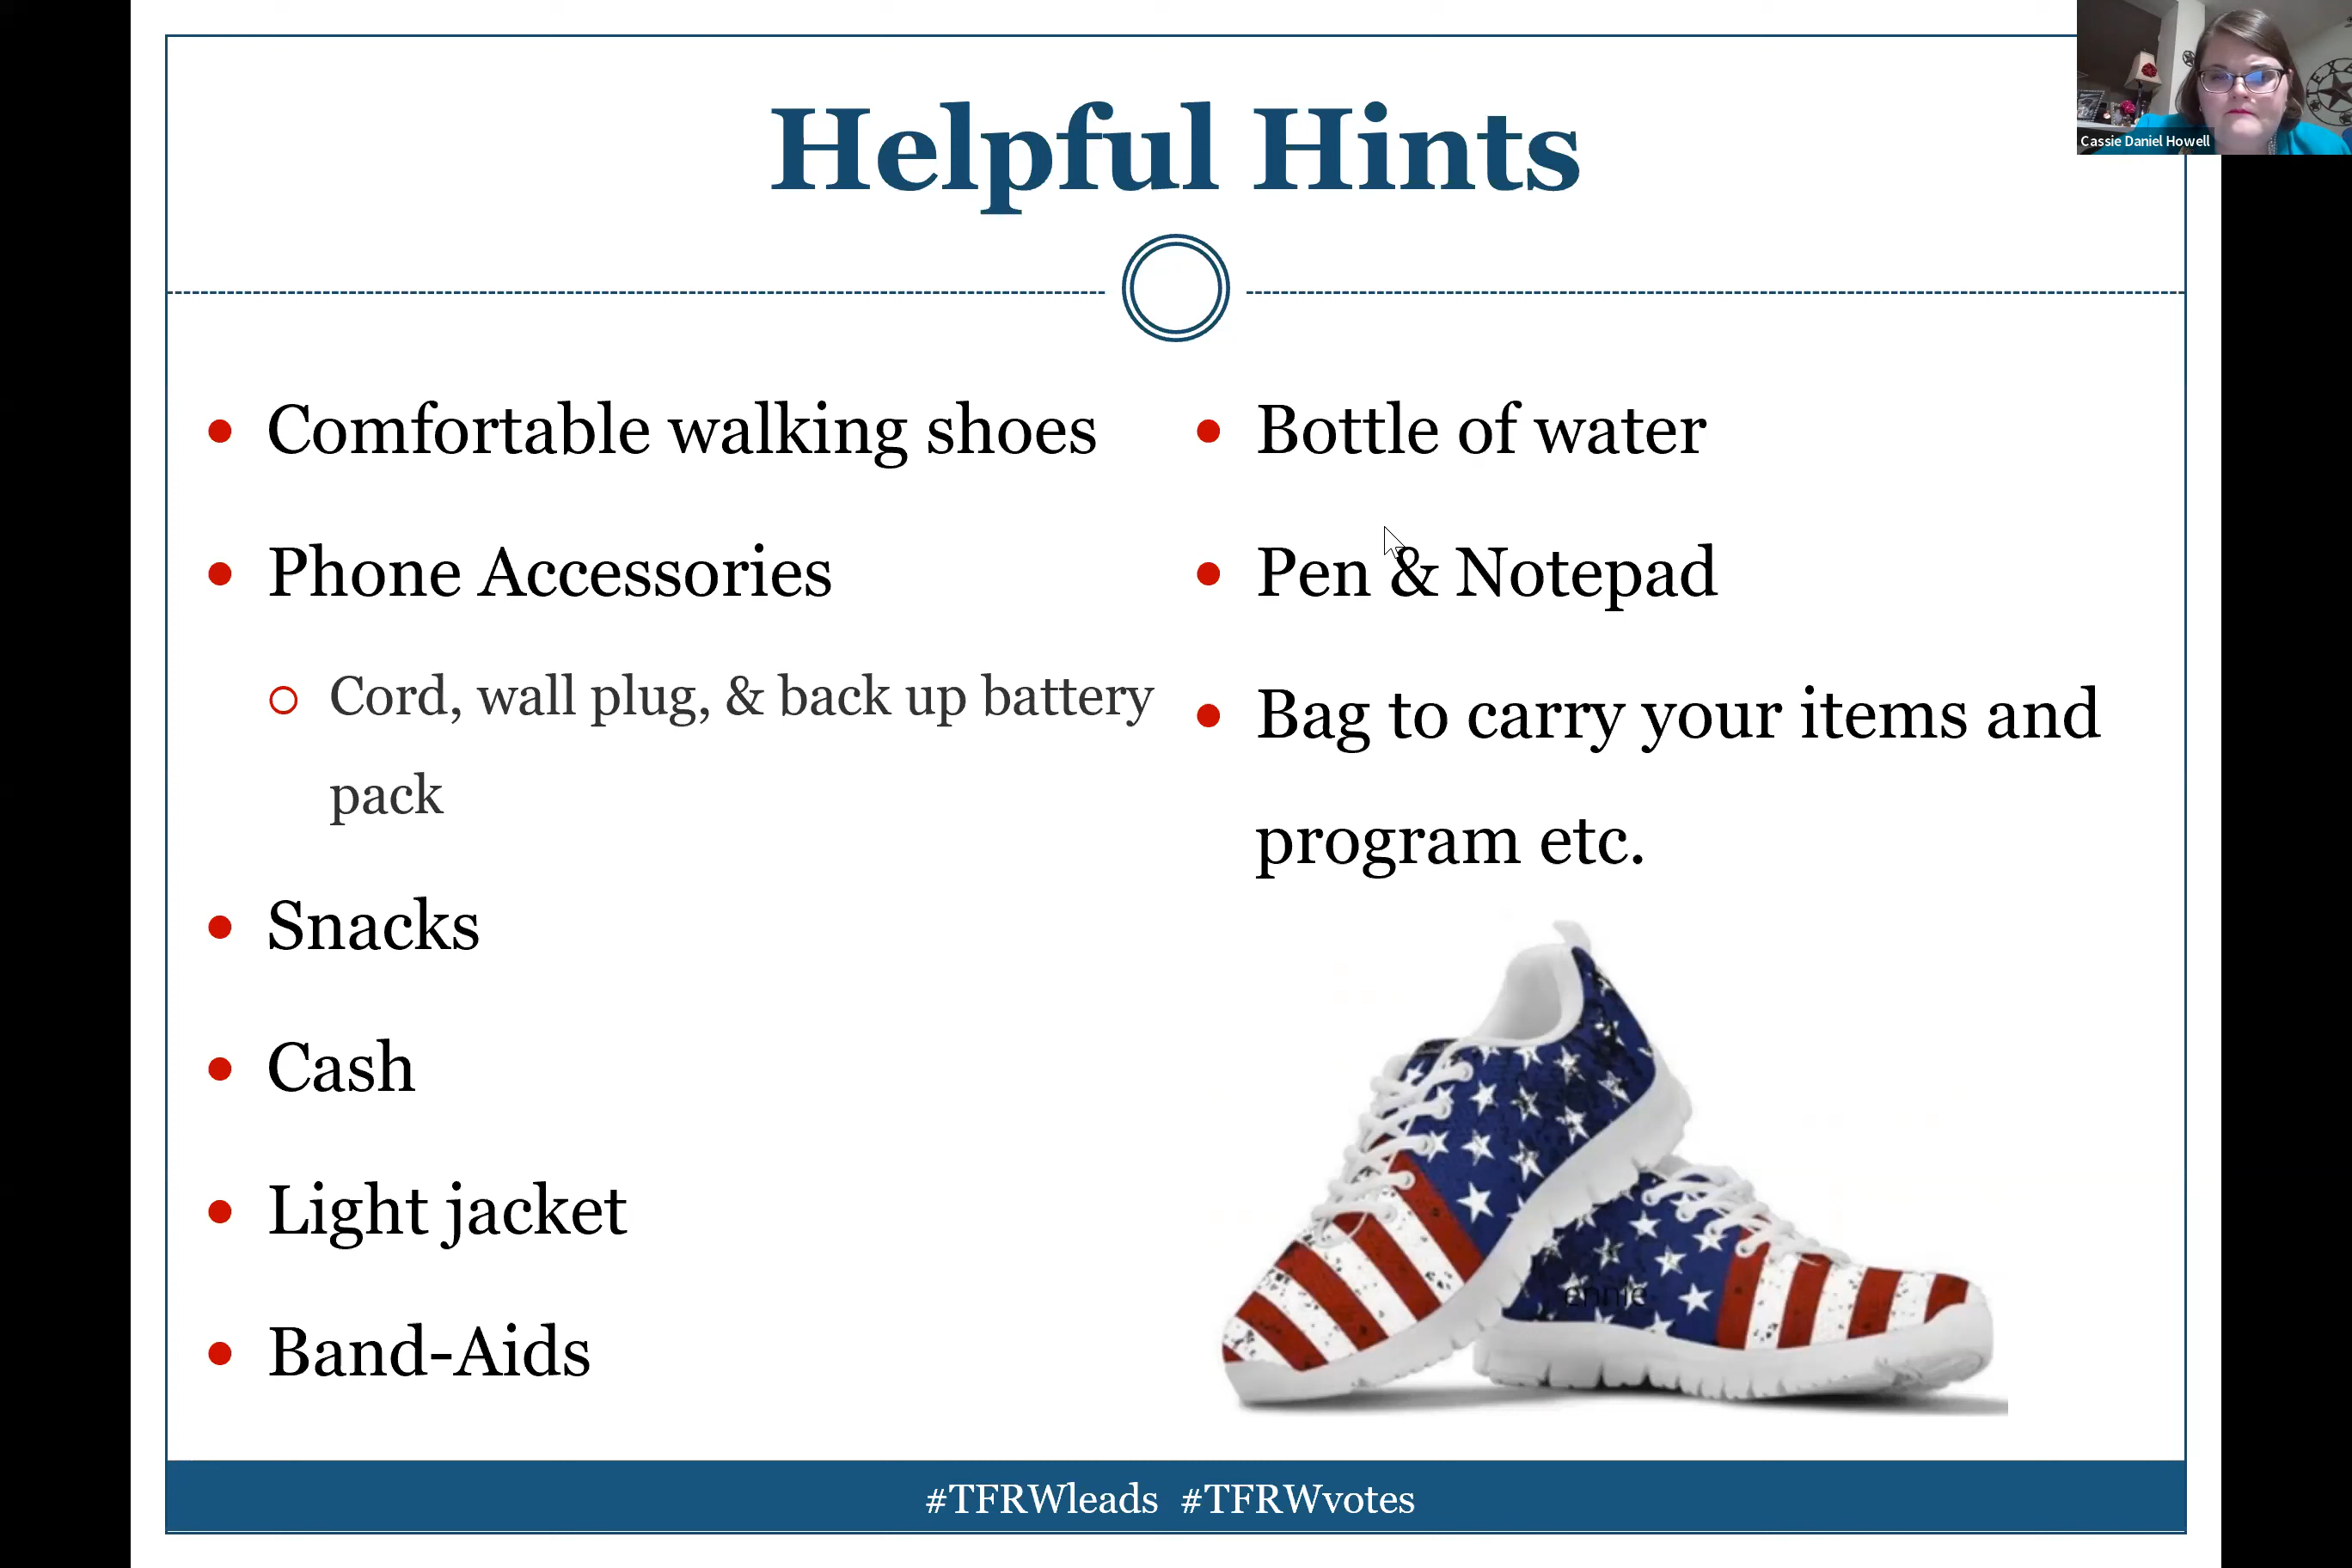 Helpful Hints
Cassie Daniel Howell
• Comfortable walking shoes
• Phone Accessories
○ Cord, wall plug, & back up battery
pack
• Snacks
• Cash
• Light jacket
• Band-Aids
• Bottle of water
• Pen & Notepad
• Bag to carry your items and
program etc.
ennie
#TFRWleads #TFRWvotes